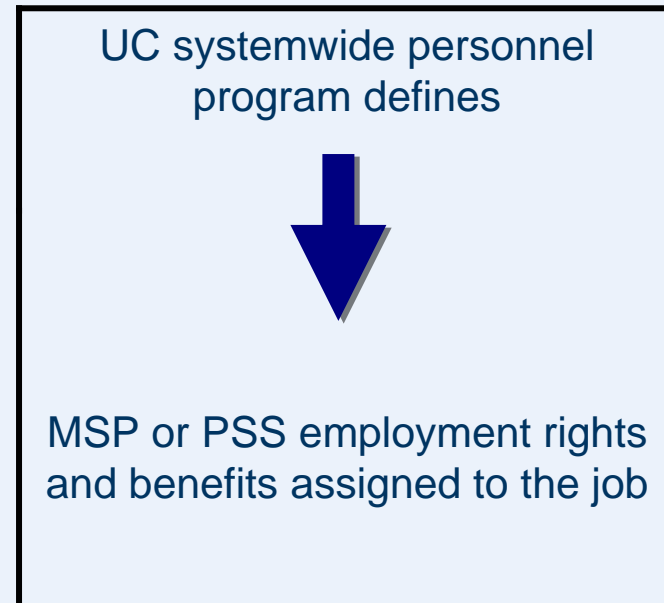 UC systemwide personnel
program defines
MSP or PSS employment rights
and benefits assigned to the job